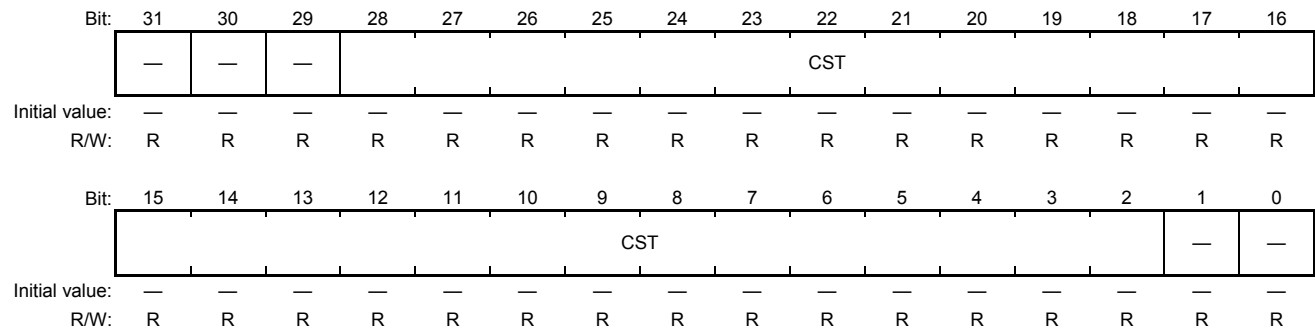 Bit: 31 30 29 28 27 26 25 24 23 22 21 20 19 18 17 16
— — — CST
Initial value: — — — — — — — — — — — — — — — —
R/W: R R R R R R R R R R R R R R R R
Bit: 15 14 13 12 11 10 9 8 7 6 5 4 3 2 1 0
CST — —
Initial value: — — — — — — — — — — — — — — — —
R/W: R R R R R R R R R R R R R R R R